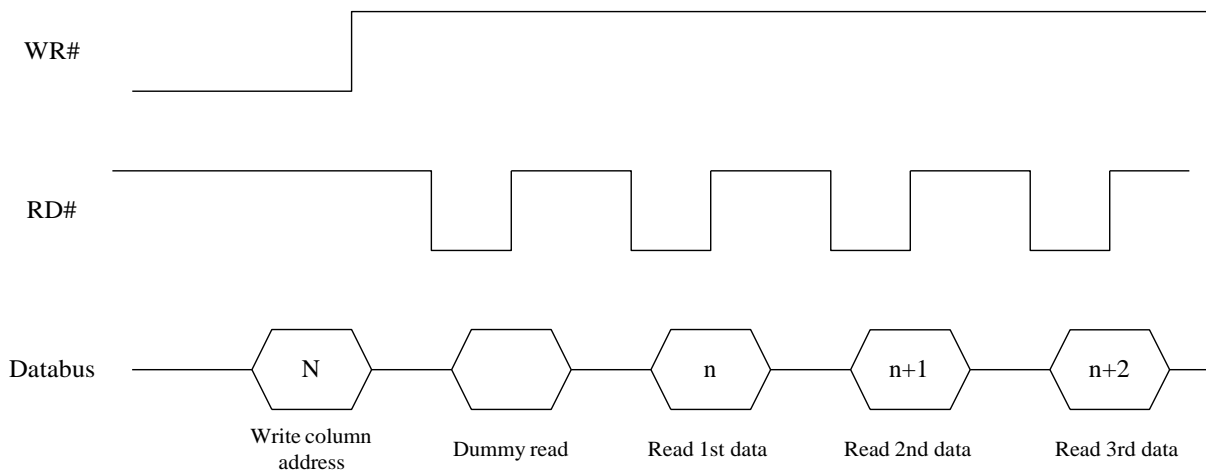 WR#
RD#
Databus
N
n
n+1
n+2
Write column
address
Dummy read
Read 1st data
Read 2nd data
Read 3rd data